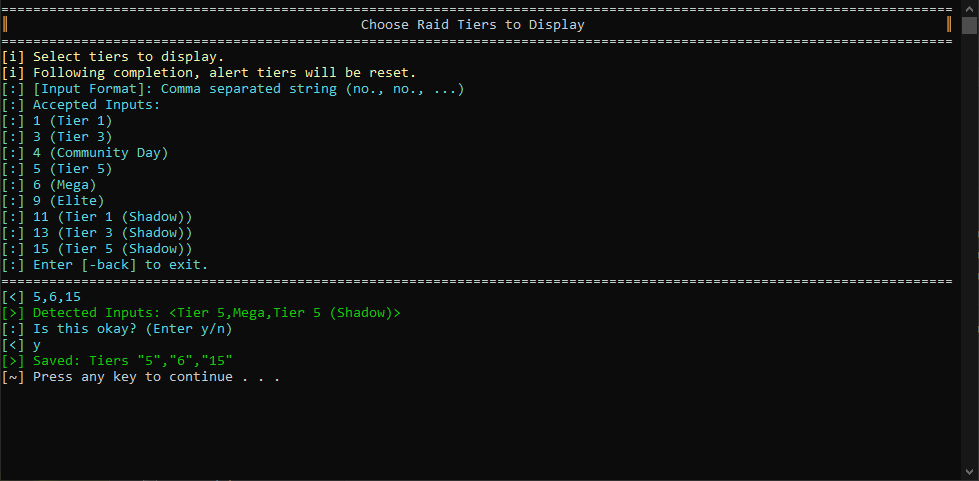 =======================================================================================================================
║ Choose Raid Tiers to Display ║
=======================================================================================================================
[i] Select tiers to display.
[i] Following completion, alert tiers will be reset.
[:] [Input Format]: Comma separated string (no., no., ...)
[:] Accepted Inputs:
[:] 1 (Tier 1)
[:] 3 (Tier 3)
[:] 4 (Community Day)
[:] 5 (Tier 5)
[:] 6 (Mega)
[:] 9 (Elite)
[:] 11 (Tier 1 (Shadow))
[:] 13 (Tier 3 (Shadow))
[:] 15 (Tier 5 (Shadow))
[:] Enter [-back] to exit.
=======================================================================================================================
[<] 5,6,15
[>] Detected Inputs: <Tier 5,Mega,Tier 5 (Shadow)>
[:] Is this okay? (Enter y/n)
[<] y
[>] Saved: Tiers "5","6","15"
[~] Press any key to continue . . .